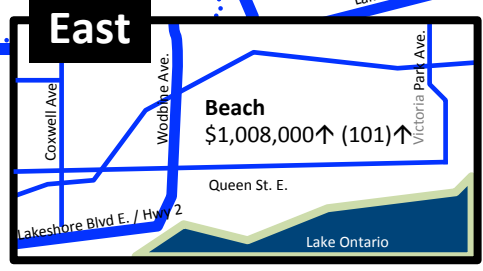 East
Coxwell Ave
Wodbine Ave.
Victoria Park Ave.
Beach
$1,008,000↑ (101)↑
Queen St. E.
Lakeshore Blvd E. / Hwy 2
Lake Ontario